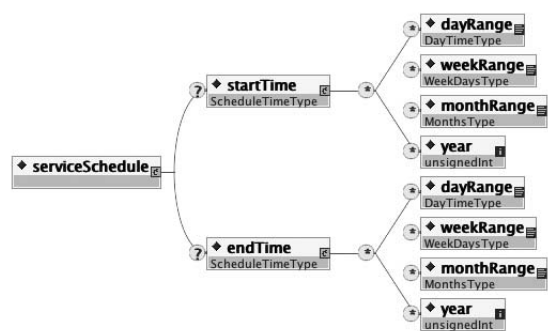 dayRange
DayTimeType
weekRange
WeekDaysType
startTime
ScheduleTimeType
monthRange
MonthsType
year
unsignedInt
serviceSchedule
dayRange
DayTimeType
weekRange
WeekDaysType
endTime
ScheduleTimeType
monthRange
MonthsType
year
unsignedInt